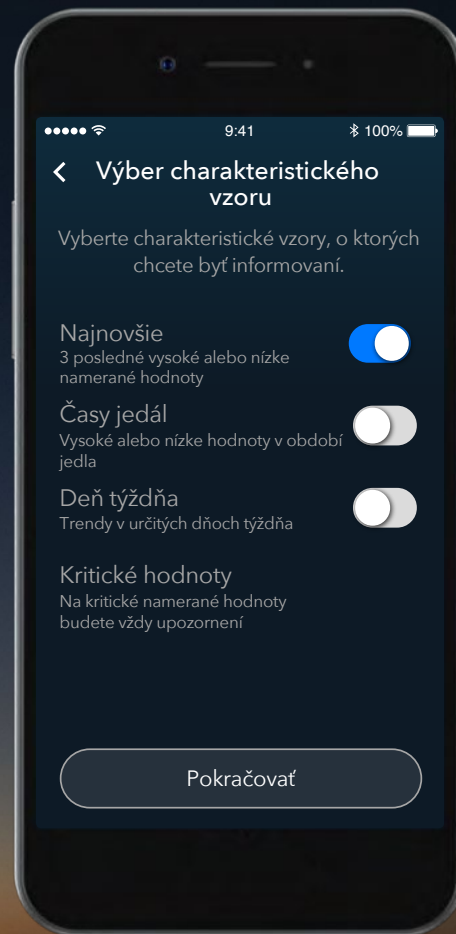 9:41
100%
Výber charakteristického
vzoru
Vyberte charakteristické vzory, o ktorých
chcete byť informovaní.
Najnovšie
3 posledné vysoké alebo nízke
namerané hodnoty
Časy jedál
Vysoké alebo nízke hodnoty v období
jedla
Deň týždňa
Trendy v určitých dňoch týždňa
Kritické hodnoty
Na kritické namerané hodnoty
budete vždy upozornení
Pokračovať